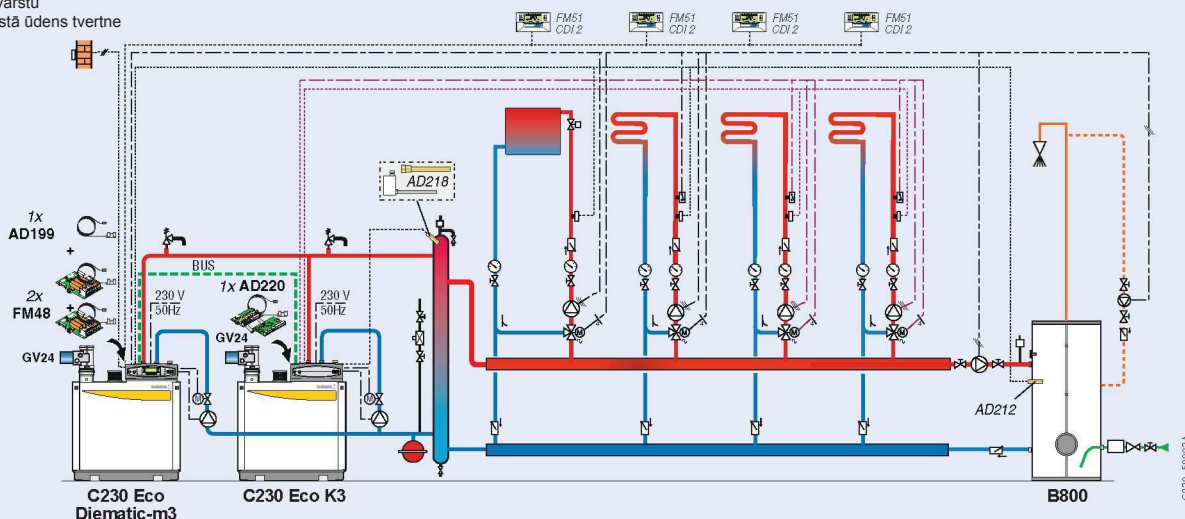 stā ūdens tvertne
FM51
CDI 2
FM51
CDI 2
FM51
CDI 2
FM51
CDI 2
AD218
1x
AD199
+
2x
FM48
+
GV24
BUS
230 V
50Hz
1x AD220
GV24
230 V
50Hz
M
M
M
M
M
M
AD212
C230 Eco
Diematic-m3
C230 Eco K3
B800